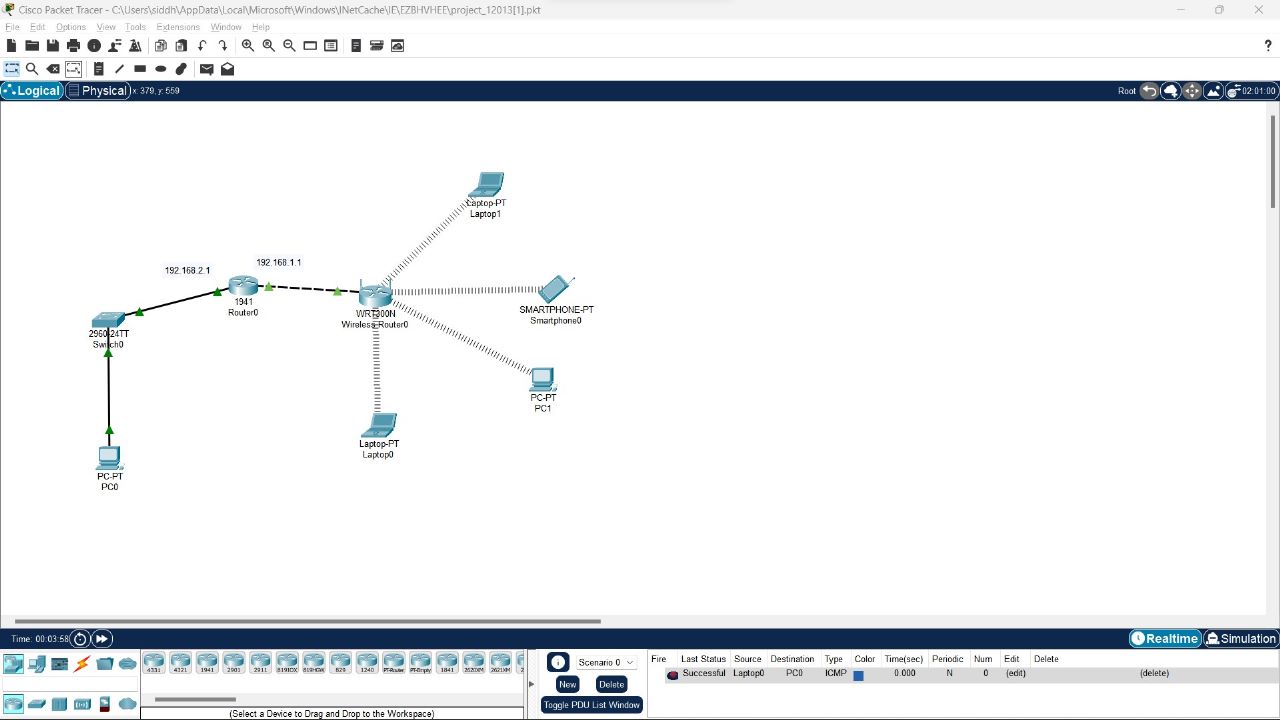 Cisco Packet Tracer - C:\Users\siddh\AppData\Local\Microsoft\Windows\INetCache\IE\EZBHVHEE\project_12013[1].pkt
File Edit Options View Tools Extensions Window Help
?
Logical Physical x: 379, y: 559 Root 02:01:00
Laptop-PT
Laptop1
192.168.1.1
192.168.2.1
1941
Router0
WRT300N
Wireless Router0
SMARTPHONE-PT
Smartphone0
2960-24TT
Switch0
PC-PT
PC1
Laptop-PT
Laptop0
PC-PT
PC0
Time: 00:03:58 Realtime Simulation
4331 4321 1941 2901 2911 819IOX 819HGW 829 1240 PT-Router PT-Empty 1841 2620XM 2621XM
(Select a Device to Drag and Drop to the Workspace)
Scenario 0
New Delete
Toggle PDU List Window
Fire Last Status Source Destination Type Color Time(sec) Periodic Num Edit Delete
Successful Laptop0 PC0 ICMP 0.000 N 0 (edit) (delete)